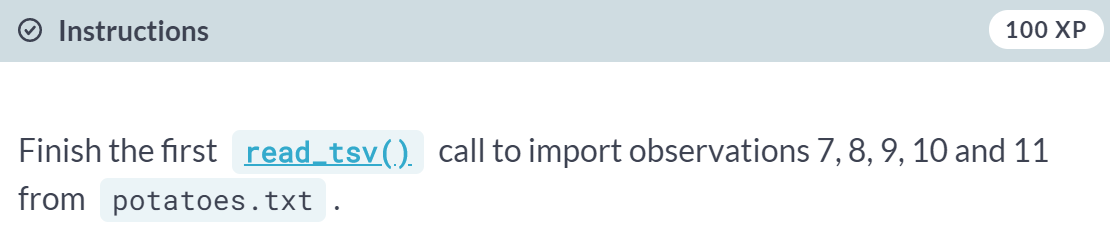 Instructions 100 XP
Finish the first read_tsv() call to import observations 7, 8, 9, 10 and 11
from potatoes.txt .